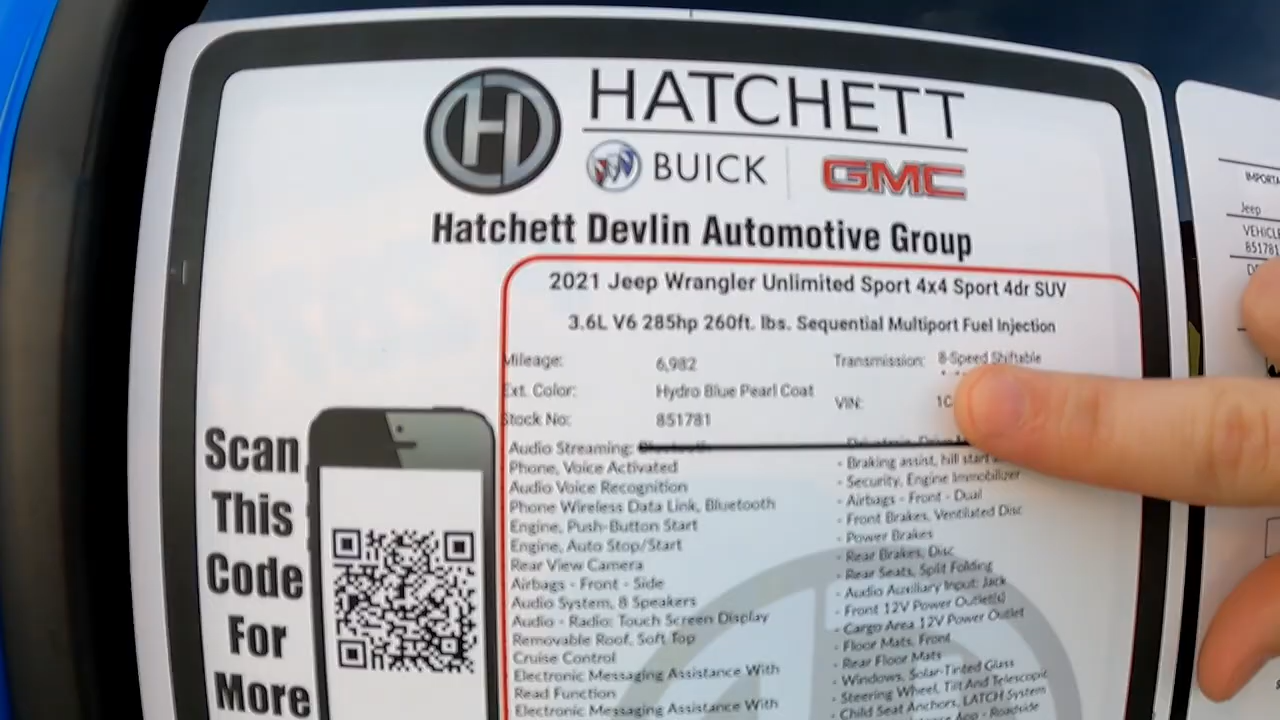 HATCHETT
BUICK GMC
Hatchett Devlin Automotive Group
2021 Jeep Wrangler Unlimited Sport 4x4 Sport 4dr SUV
3.6L V6 285hp 260ft. lbs. Sequential Multiport Fuel Injection
Mileage: 6,982
Transmission: 8-Speed Shiftable
Ext. Color: Hydro Blue Pearl Coat
VIN: 1C
Stock No: 851781
Audio Streaming:
Phone, Voice Activated
Audio Voice Recognition
Phone Wireless Data Link, Bluetooth
Engine, Push-Button Start
Engine, Auto Stop/Start
Rear View Camera
Airbags - Front - Side
Audio System, 8 Speakers
Audio - Radio: Touch Screen Display
Removable Roof, Soft Top
Cruise Control
Electronic Messaging Assistance With
Read Function
Electronic Messaging Assistance With
- Braking assist, hill start
- Security, Engine Immobilizer
- Airbags - Front - Dual
- Front Brakes, Ventilated Disc
- Power Brakes
- Rear Brakes, Disc
- Rear Seats, Split Folding
- Audio Auxiliary Input: Jack
- Front 12V Power Outlet(s)
- Cargo Area 12V Power Outlet
- Floor Mats, Front
- Rear Floor Mats
- Windows, Solar-Tinted Glass
- Steering Wheel, Tilt And Telescopic
- Child Seat Anchors, LATCH System
Scan
This
Code
For
More
IMPORTA
Jeep
VEHICLE
851781